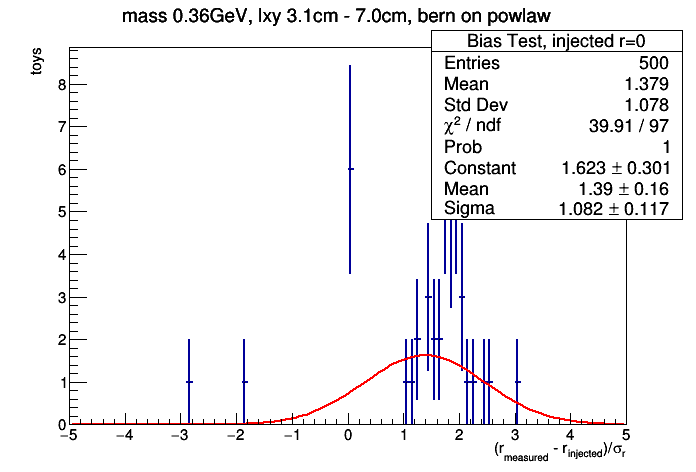 mass 0.36GeV, lxy 3.1cm - 7.0cm, bern on powlaw
Bias Test, injected r=0
Entries 500
Mean 1.379
Std Dev 1.078
χ² / ndf 39.91 / 97
Prob 1
Constant 1.623 ± 0.301
Mean 1.39 ± 0.16
Sigma 1.082 ± 0.117
toys
8
7
6
5
4
3
2
1
0
−5 −4 −3 −2 −1 0 1 2 3 4 5
(r_measured - r_injected)/σ_r